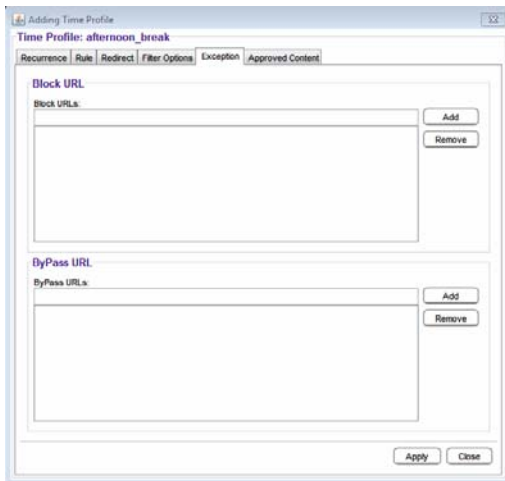 Adding Time Profile
Time Profile: afternoon_break
Recurrence Rule Redirect Filter Options Exception Approved Content
Block URL
Block URLs:
Add
Remove
ByPass URL
ByPass URLs:
Add
Remove
Apply Close